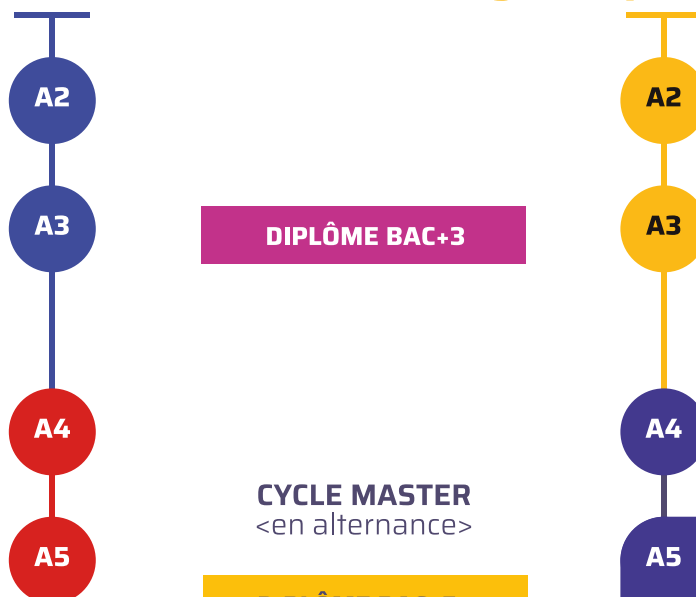 A2
A2
A3
DIPLÔME BAC+3
A3
A4
A4
CYCLE MASTER
<en alternance>
A5
A5